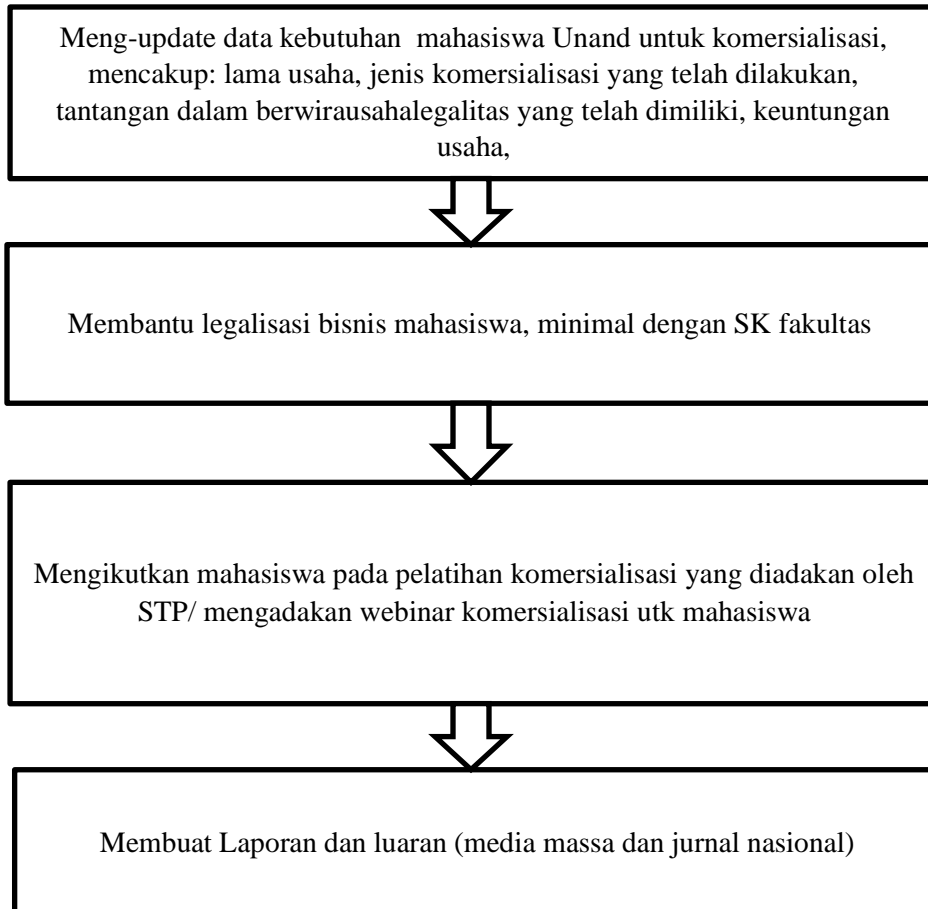 Meng-update data kebutuhan  mahasiswa Unand untuk komersialisasi,
mencakup: lama usaha, jenis komersialisasi yang telah dilakukan,
tantangan dalam berwirausahalegalitas yang telah dimiliki, keuntungan
usaha,
Membantu legalisasi bisnis mahasiswa, minimal dengan SK fakultas
Mengikutkan mahasiswa pada pelatihan komersialisasi yang diadakan oleh
STP/ mengadakan webinar komersialisasi utk mahasiswa
Membuat Laporan dan luaran (media massa dan jurnal nasional)